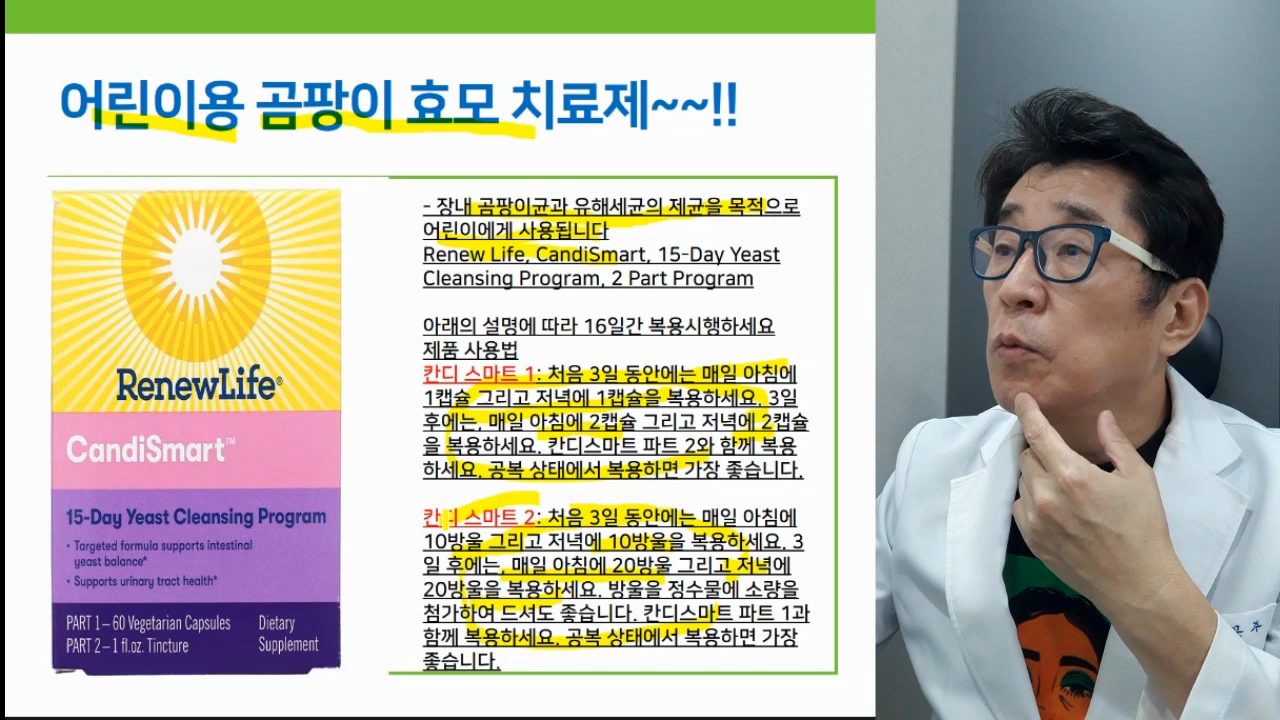 어린이용 곰팡이 효모 치료제~~!!
RenewLife®
CandiSmart™
15-Day Yeast Cleansing Program
• Targeted formula supports intestinal
yeast balance*
• Supports urinary tract health*
PART 1 – 60 Vegetarian Capsules
PART 2 – 1 fl.oz. Tincture
Dietary
Supplement
- 장내 곰팡이균과 유해세균의 제균을 목적으로
어린이에게 사용됩니다
Renew Life, CandiSmart, 15-Day Yeast
Cleansing Program, 2 Part Program
아래의 설명에 따라 16일간 복용시행하세요
제품 사용법
칸디 스마트 1: 처음 3일 동안에는 매일 아침에
1캡슐 그리고 저녁에 1캡슐을 복용하세요. 3일
후에는, 매일 아침에 2캡슐 그리고 저녁에 2캡슐
을 복용하세요. 칸디스마트 파트 2와 함께 복용
하세요. 공복 상태에서 복용하면 가장 좋습니다.
칸디 스마트 2: 처음 3일 동안에는 매일 아침에
10방울 그리고 저녁에 10방울을 복용하세요. 3
일 후에는, 매일 아침에 20방울 그리고 저녁에
20방울을 복용하세요. 방울을 정수물에 소량을
첨가하여 드셔도 좋습니다. 칸디스마트 파트 1과
함께 복용하세요. 공복 상태에서 복용하면 가장
좋습니다.